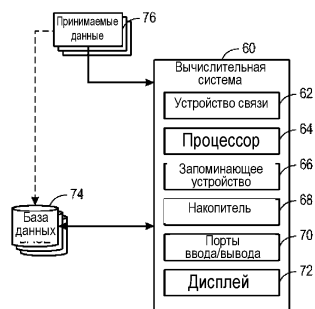 Принимаемые
данные
76
60
Вычислительная
система
Устройство связи
62
Процессор
64
Запоминающее
устройство
66
Накопитель
68
Порты
ввода/вывода
70
Дисплей
72
74
База
данных